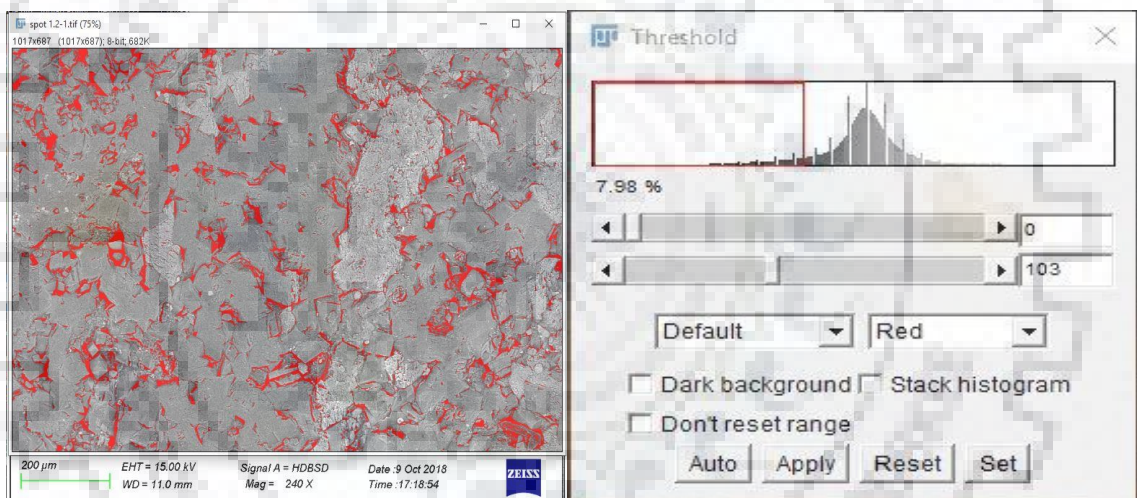 spot 1.2-1.tif (75%)
1017x687 (1017x687); 8-bit; 682K
200 µm
EHT = 15.00 kV
WD = 11.0 mm
Signal A = HDBSD
Mag = 240 X
Date :9 Oct 2018
Time :17:18:54
ZEISS
Threshold
7.98 %
0
103
Default
Red
Dark background
Stack histogram
Don't reset range
Auto
Apply
Reset
Set